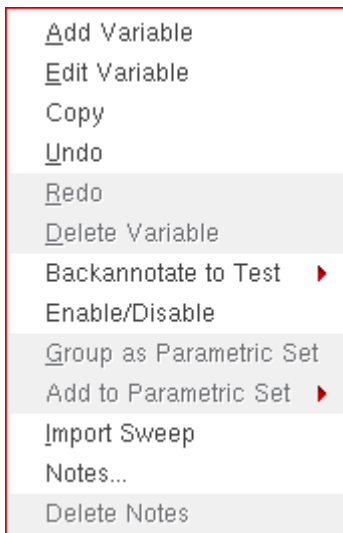 Add Variable
Edit Variable
Copy
Undo
Redo
Delete Variable
Backannotate to Test
Enable/Disable
Group as Parametric Set
Add to Parametric Set
Import Sweep
Notes...
Delete Notes